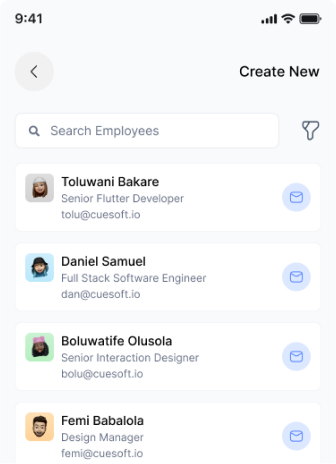 9:41
Create New
Search Employees
Toluwani Bakare
Senior Flutter Developer
tolu@cuesoft.io
Daniel Samuel
Full Stack Software Engineer
dan@cuesoft.io
Boluwatife Olusola
Senior Interaction Designer
bolu@cuesoft.io
Femi Babalola
Design Manager
femi@cuesoft.io